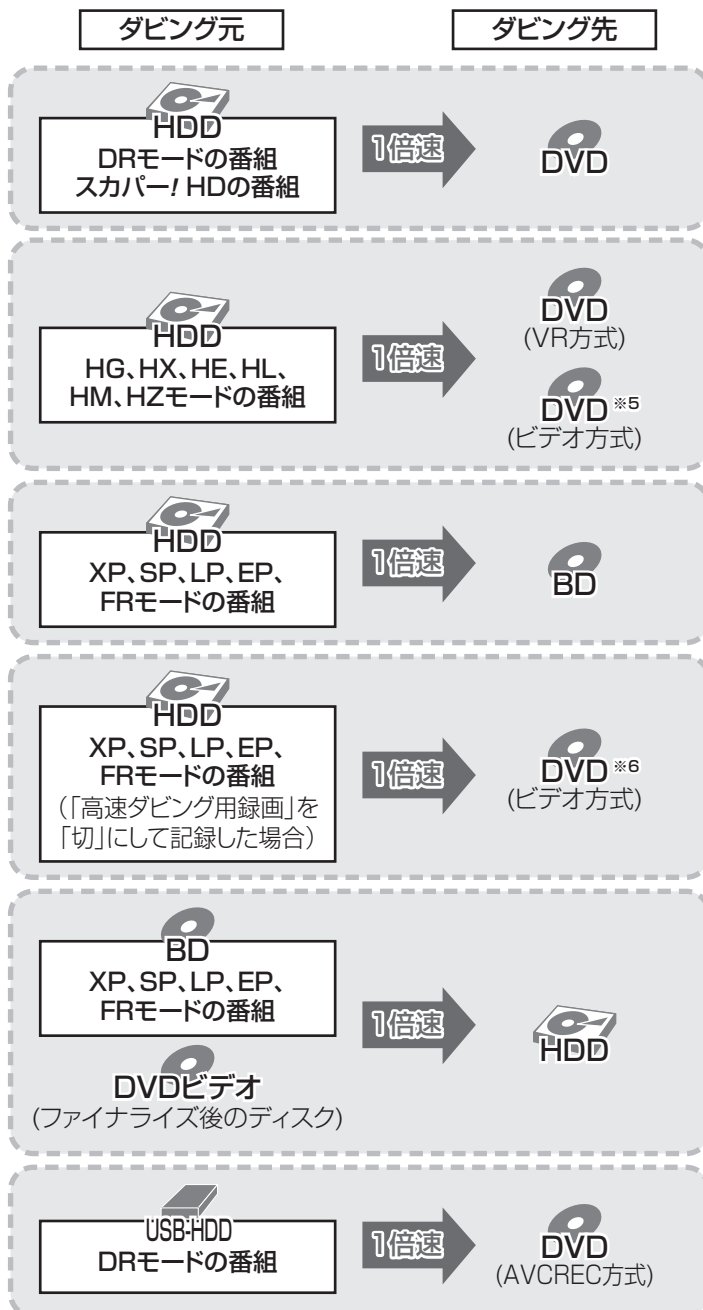 ダビング元
ダビング先
HDD
DRモードの番組
スカパー! HDの番組
1倍速
DVD
HDD
HG、HX、HE、HL、
HM、HZモードの番組
1倍速
DVD
(VR方式)
DVD ※5
(ビデオ方式)
HDD
XP、SP、LP、EP、
FRモードの番組
1倍速
BD
HDD
XP、SP、LP、EP、
FRモードの番組
(「高速ダビング用録画」を
「切」にして記録した場合)
1倍速
DVD ※6
(ビデオ方式)
BD
XP、SP、LP、EP、
FRモードの番組
DVDビデオ
(ファイナライズ後のディスク)
1倍速
HDD
USB-HDD
DRモードの番組
1倍速
DVD
(AVCREC方式)